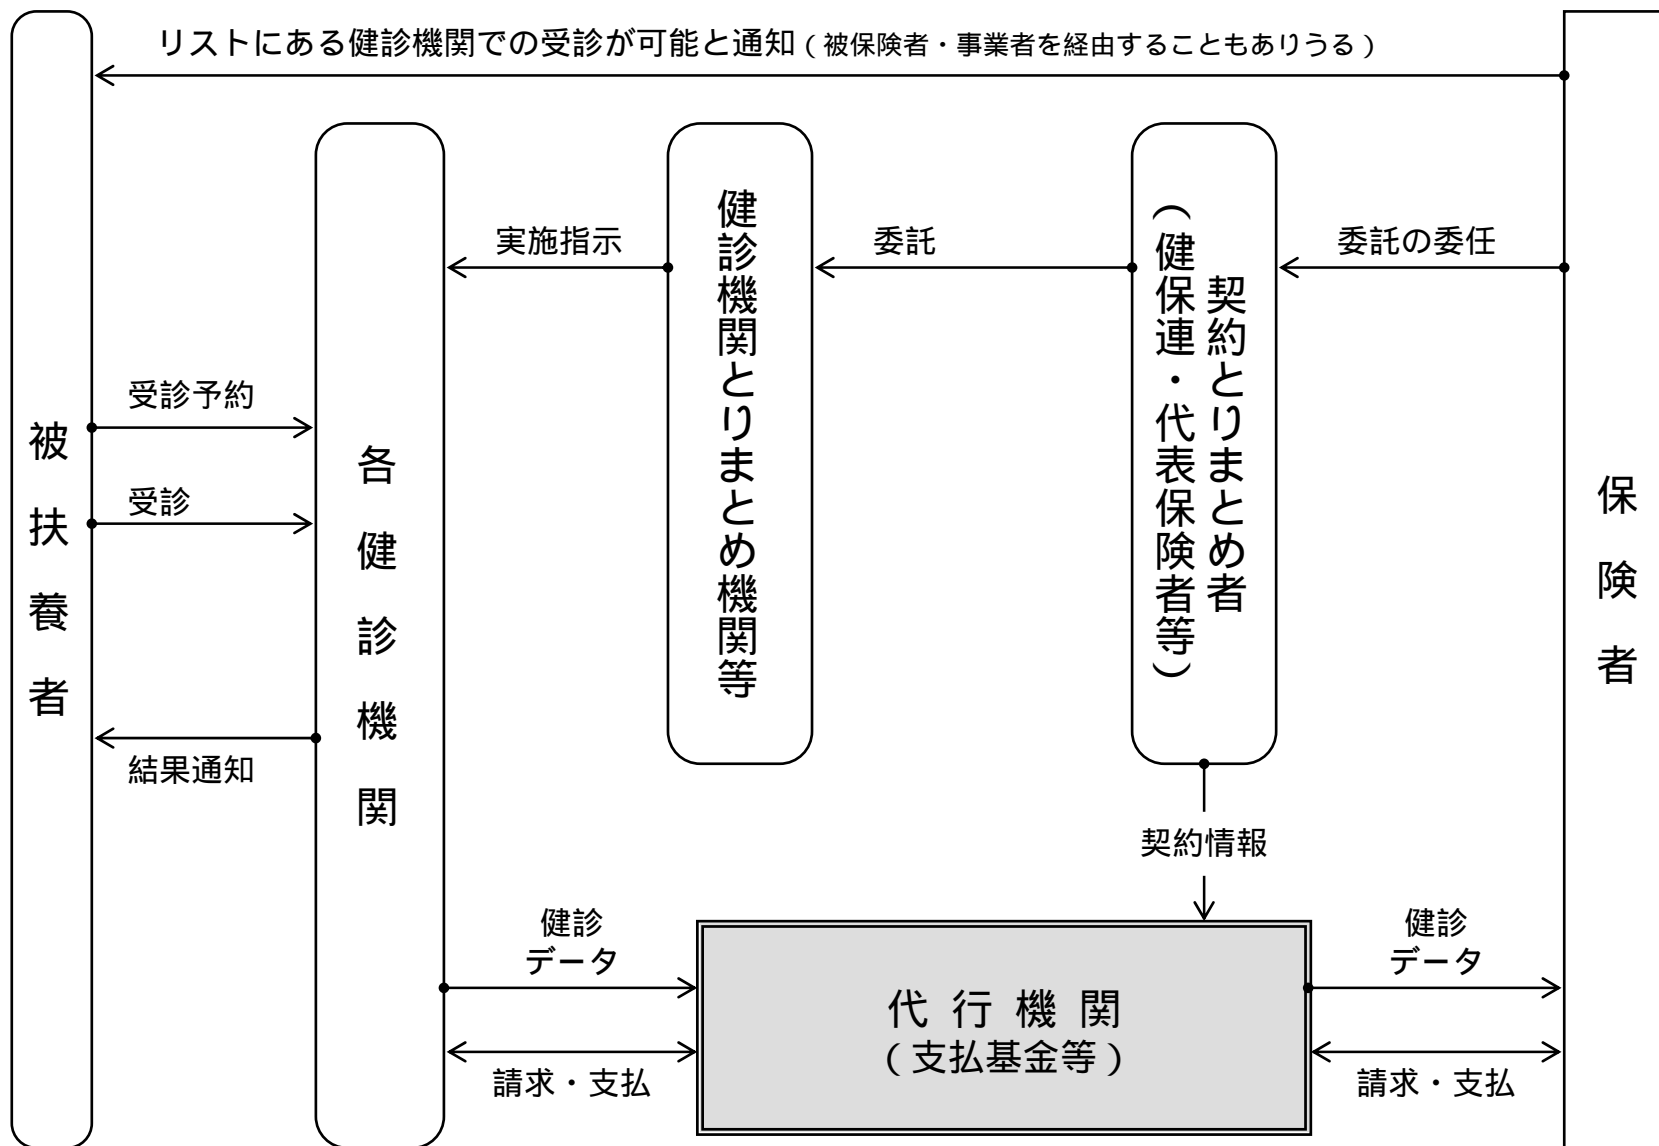 リストにある健診機関での受診が可能と通知（被保険者・事業者を経由することもありうる）
被扶養者
受診予約
受診
結果通知
各健診機関
実施指示
健診機関とりまとめ機関等
委託
契約とりまとめ者
（健保連・代表保険者等）
委託の委任
保険者
契約情報
健診
データ
請求・支払
代行機関
（支払基金等）
健診
データ
請求・支払